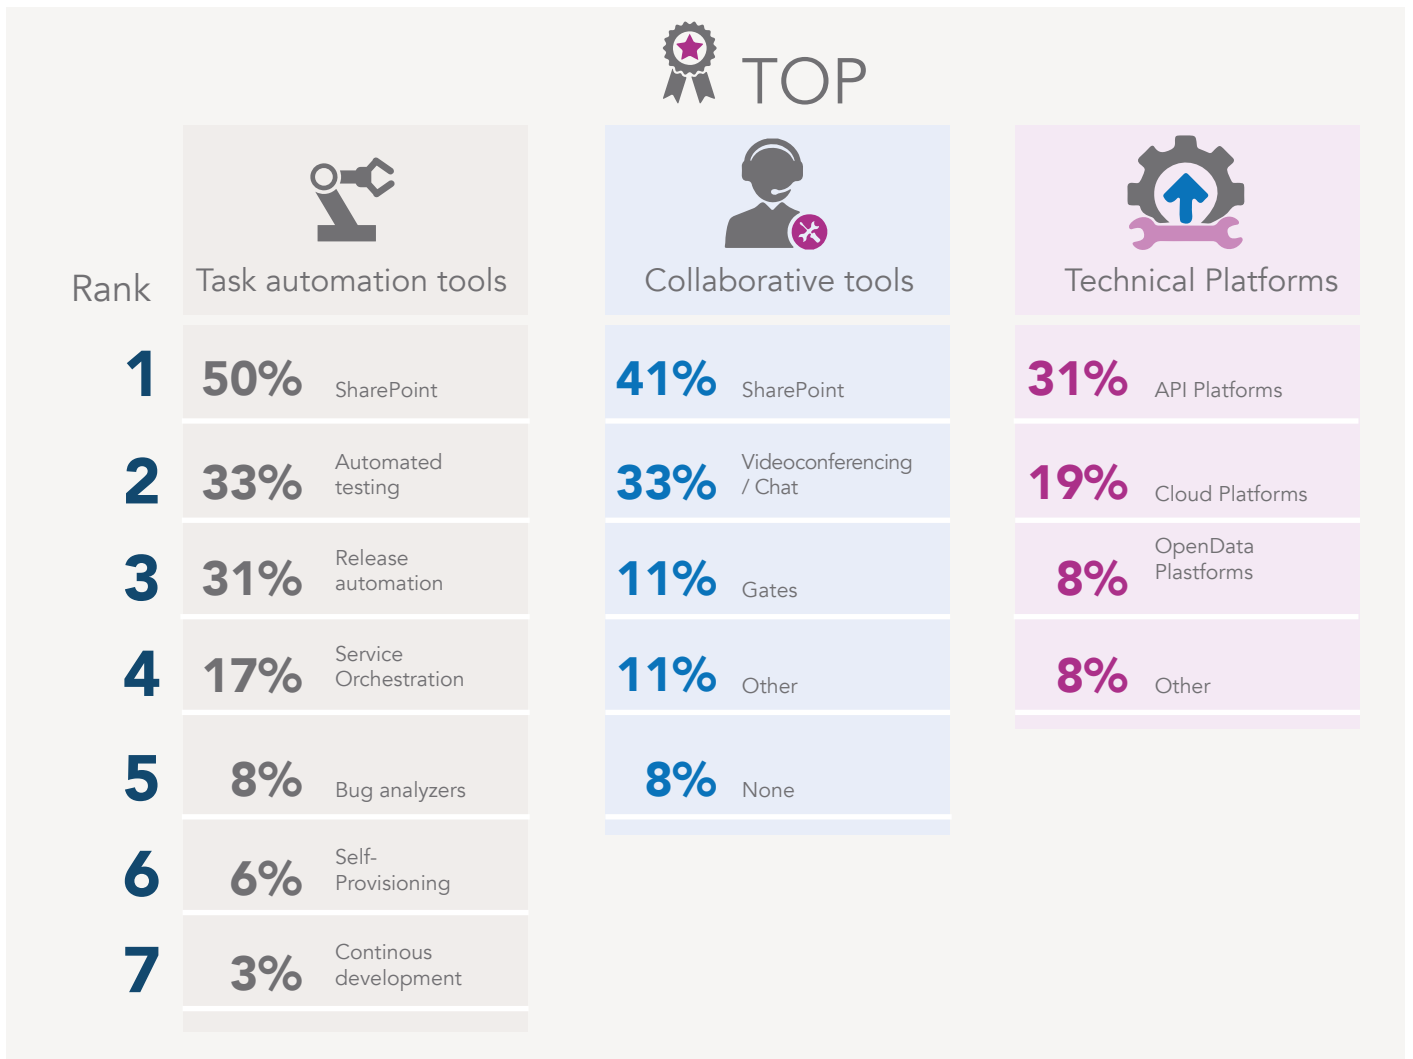 TOP
Rank
Task automation tools
Collaborative tools
Technical Platforms
1
50%
SharePoint
41%
SharePoint
31%
API Platforms
2
33%
Automated
testing
33%
Videoconferencing
/ Chat
19%
Cloud Platforms
3
31%
Release
automation
11%
Gates
8%
OpenData
Plastforms
4
17%
Service
Orchestration
11%
Other
8%
Other
5
8%
Bug analyzers
8%
None
6
6%
Self-
Provisioning
7
3%
Continous
development